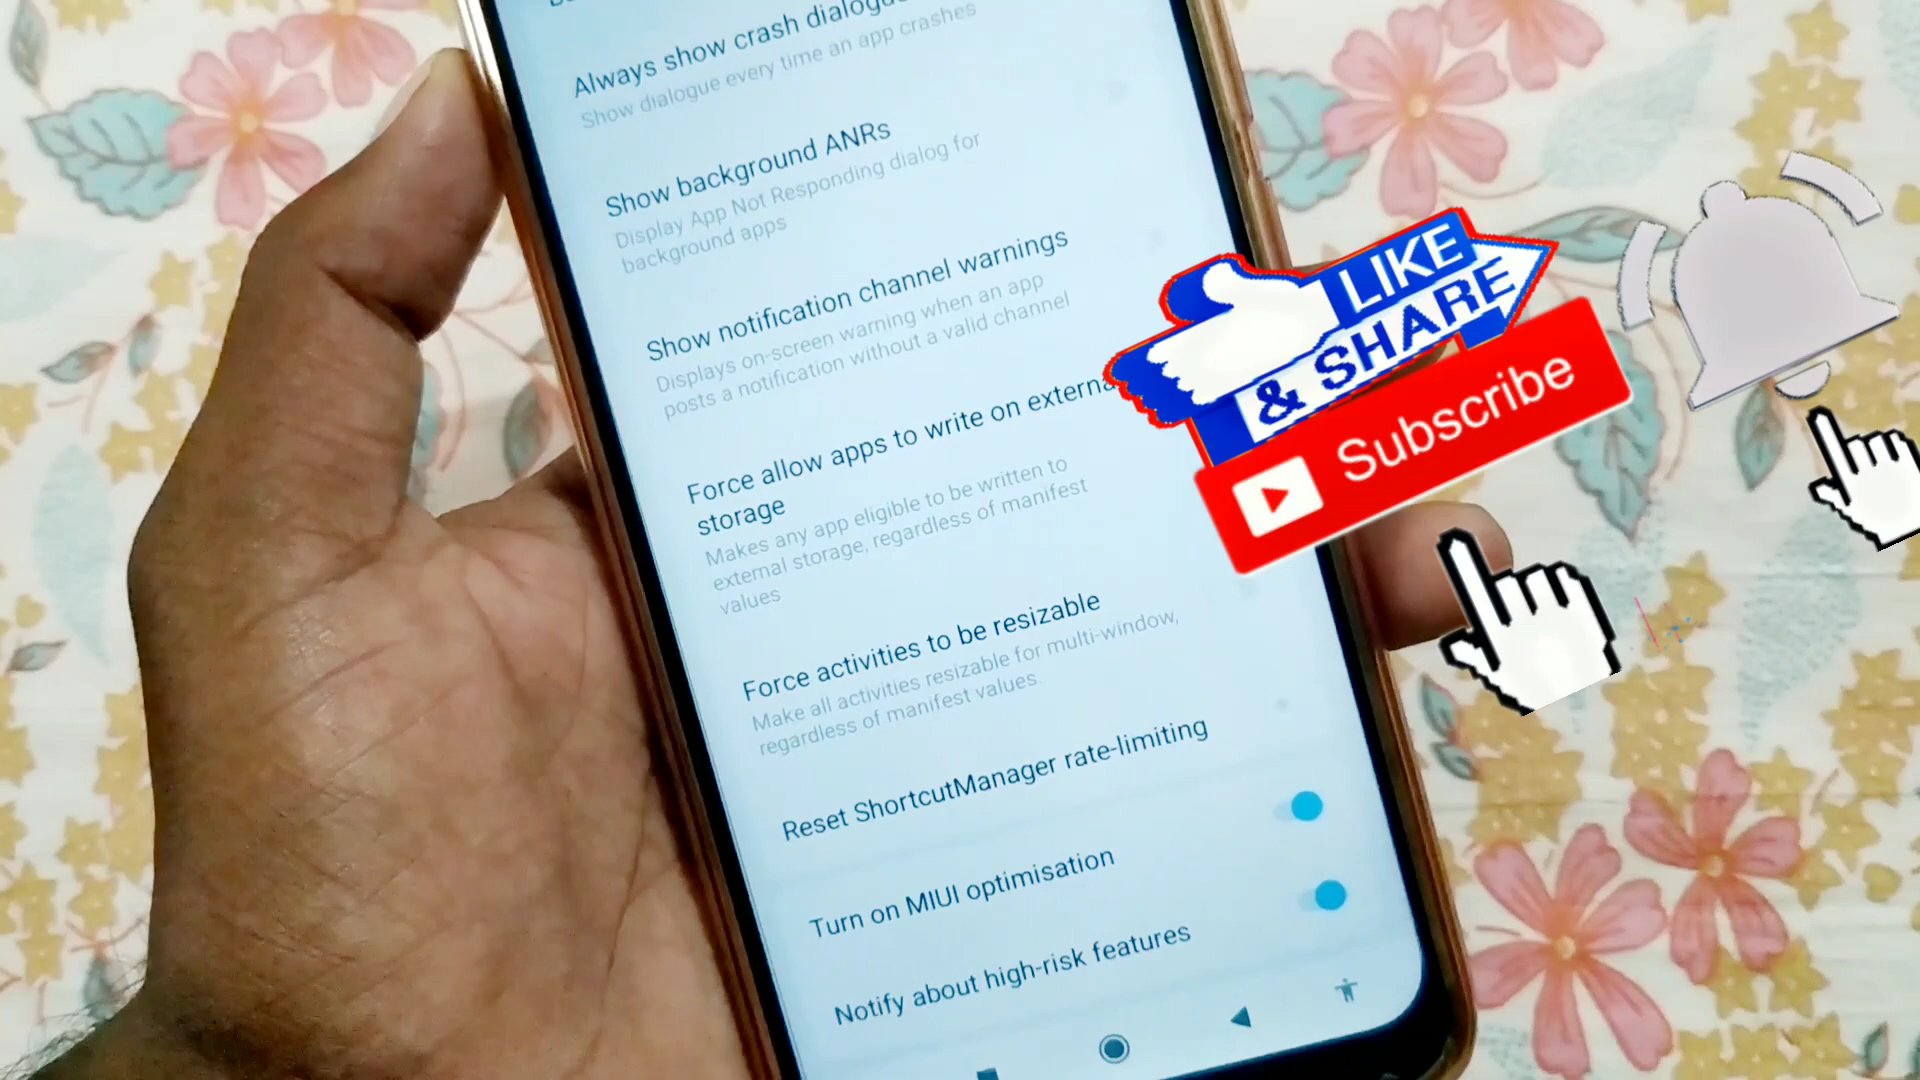 Always show crash dialogue
Show dialogue every time an app crashes
Show background ANRs
Display App Not Responding dialog for
background apps
Show notification channel warnings
Displays on-screen warning when an app
posts a notification without a valid channel
Force allow apps to write on externa
storage
Makes any app eligible to be written to
external storage, regardless of manifest
values
Force activities to be resizable
Make all activities resizable for multi-window,
regardless of manifest values.
Reset ShortcutManager rate-limiting
Turn on MIUI optimisation
Notify about high-risk features
LIKE
& SHARE
Subscribe